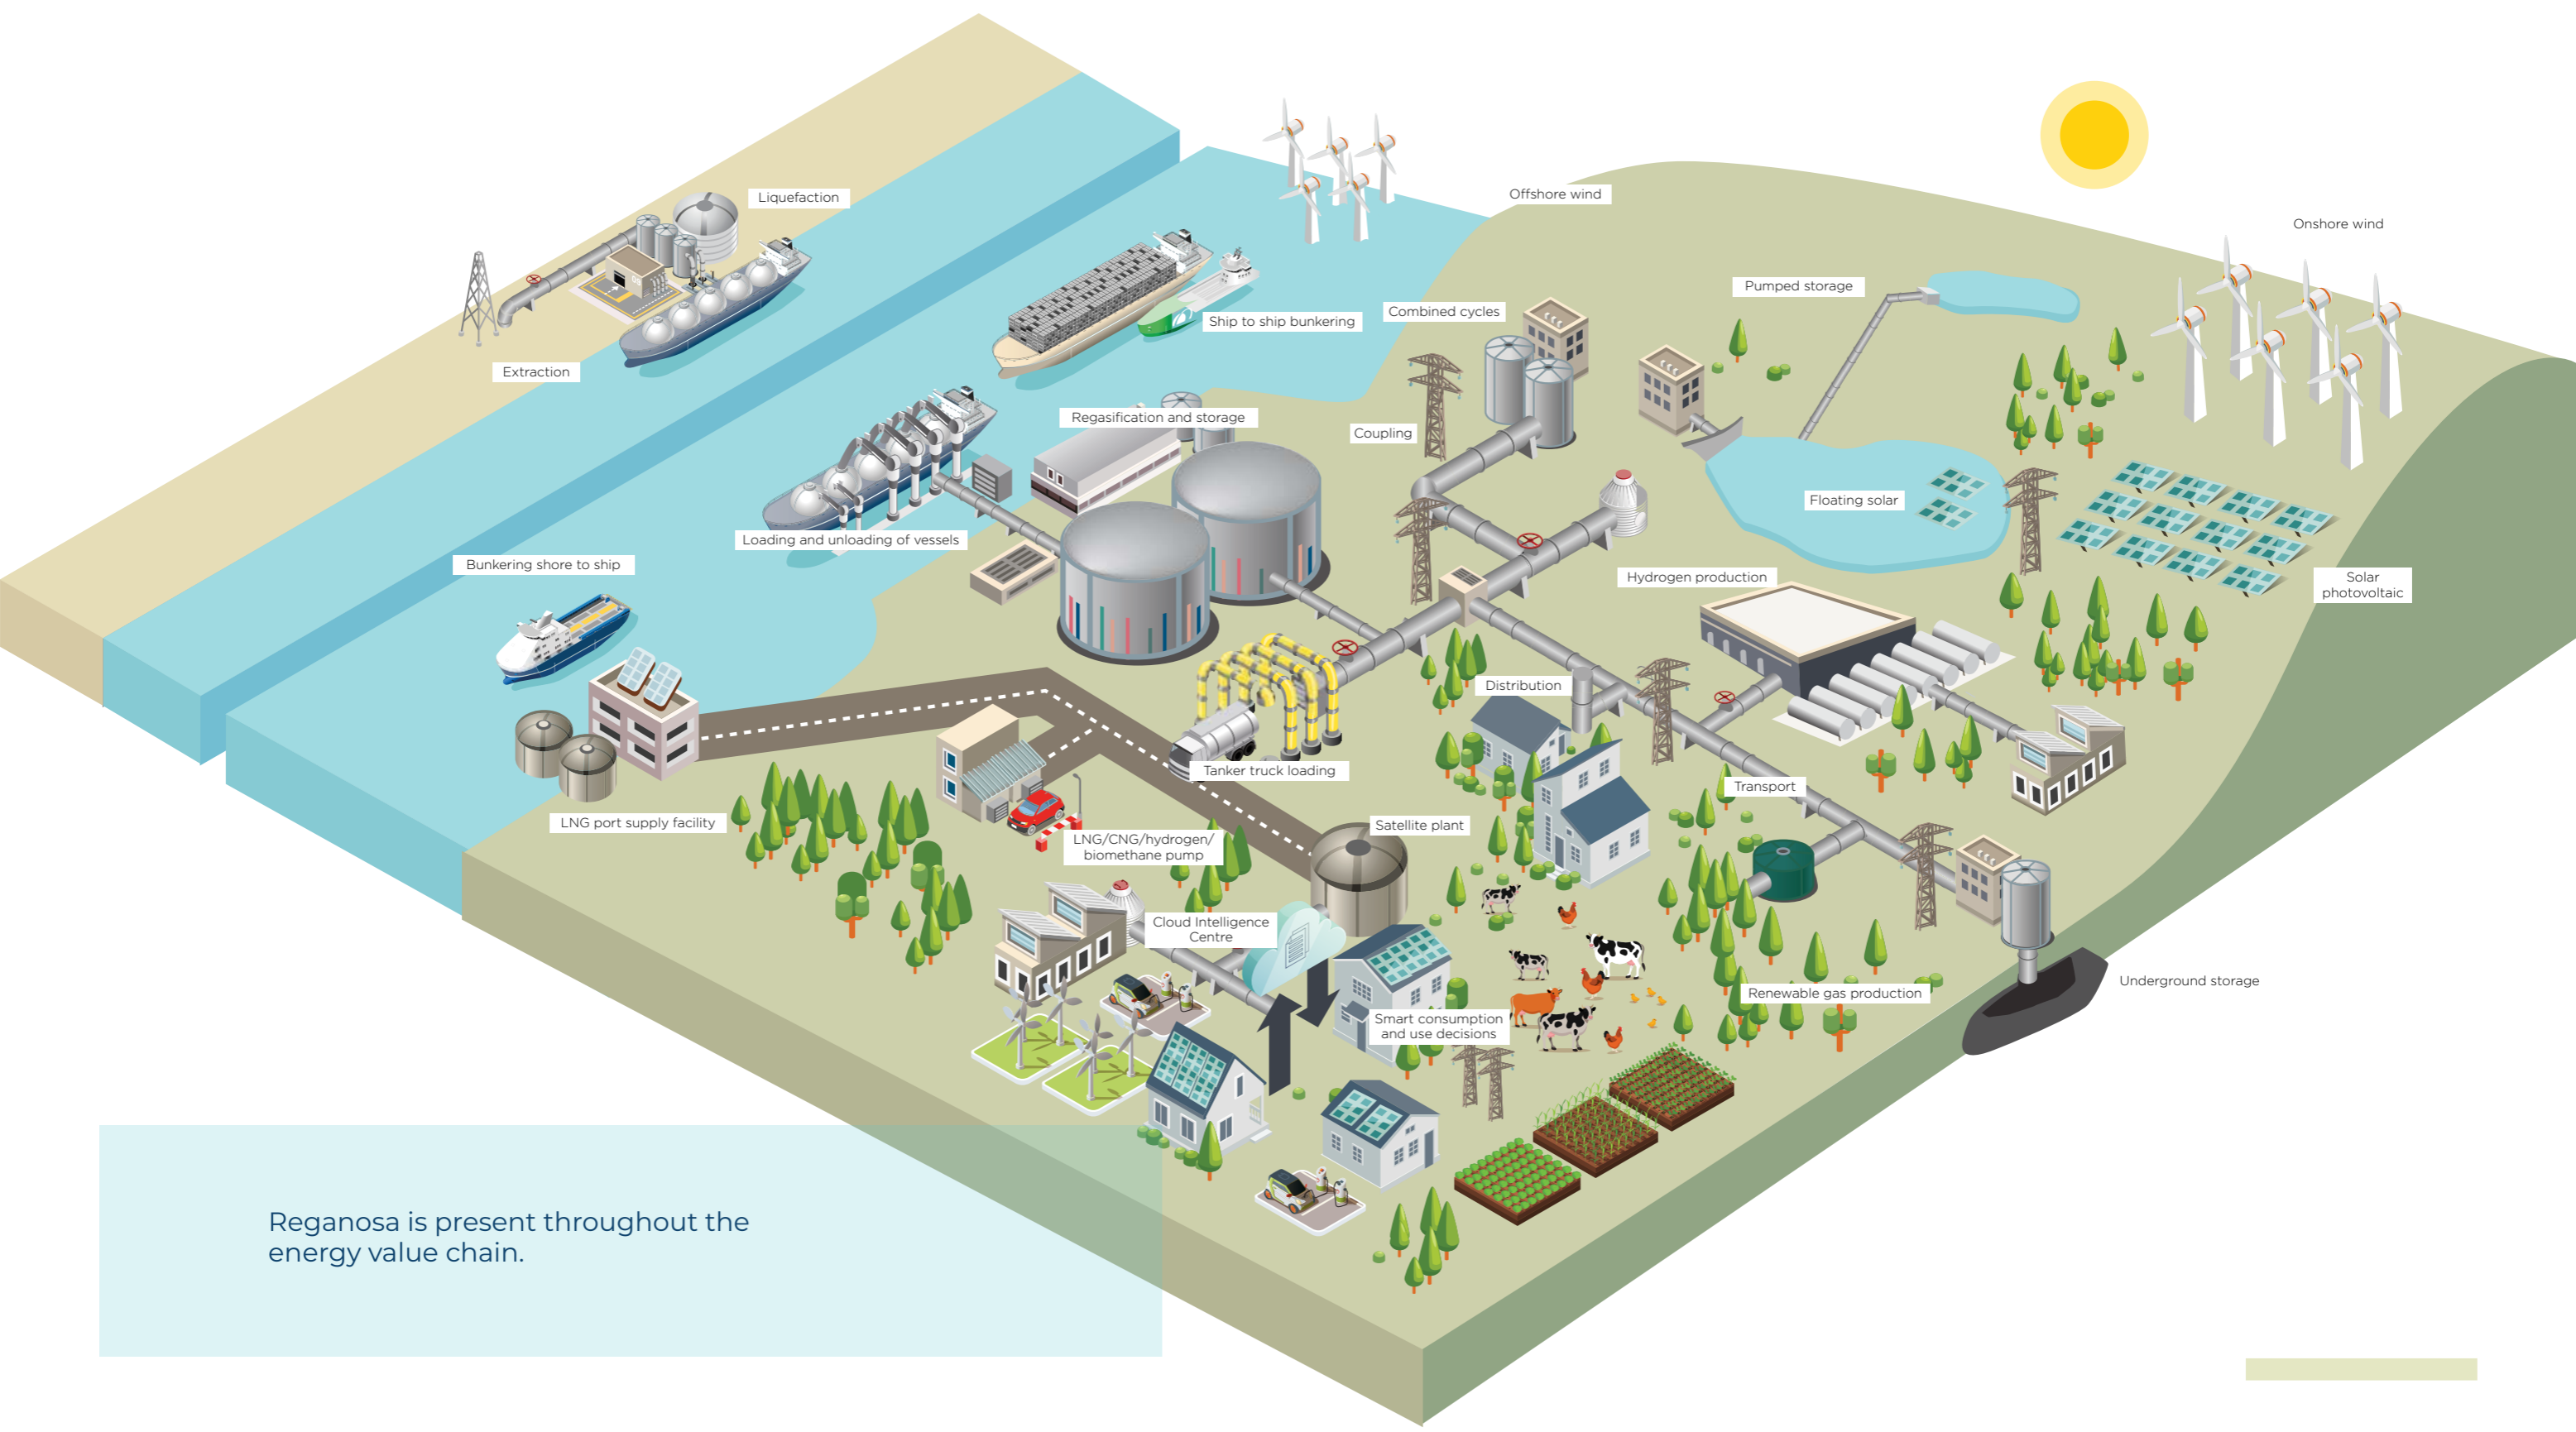 Liquefaction
Offshore wind
Onshore wind
Pumped storage
Combined cycles
Ship to ship bunkering
Extraction
Regasification and storage
Coupling
Floating solar
Loading and unloading of vessels
Bunkering shore to ship
Hydrogen production
Solar
photovoltaic
Distribution
Tanker truck loading
Transport
LNG port supply facility
Satellite plant
LNG/CNG/hydrogen/
biomethane pump
Cloud Intelligence
Centre
Underground storage
Renewable gas production
Smart consumption
and use decisions
Reganosa is present throughout the
energy value chain.